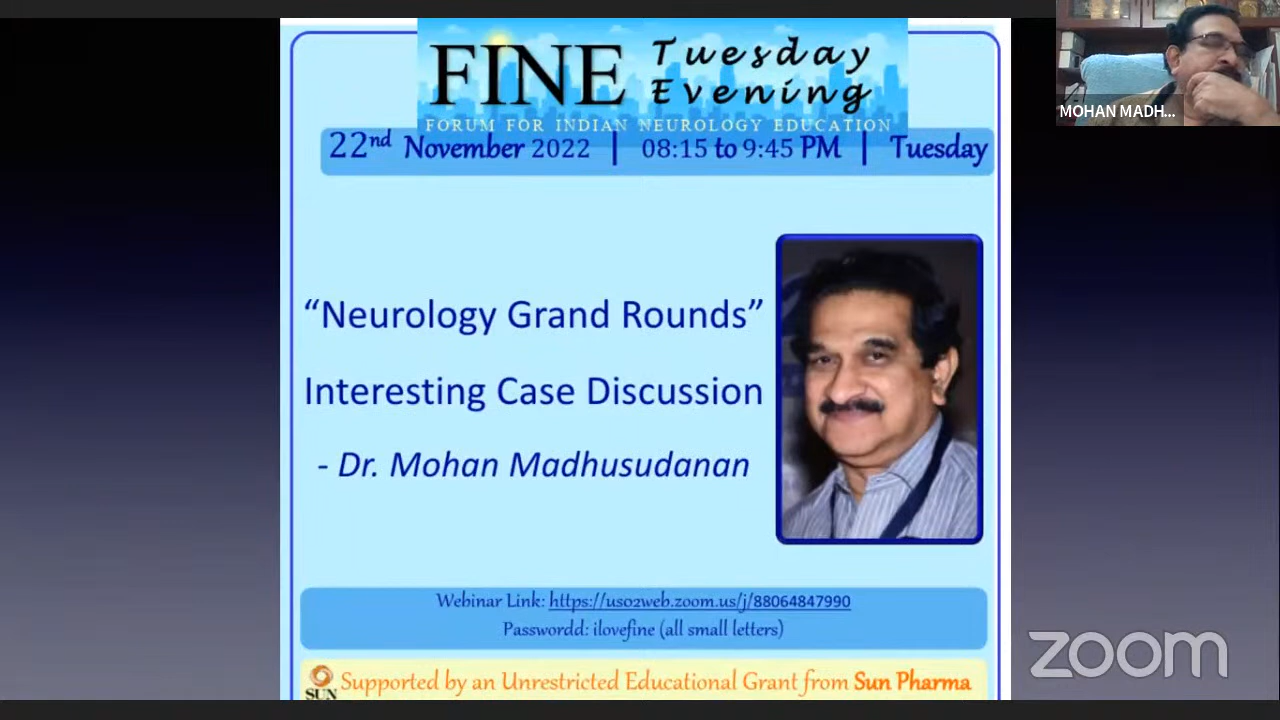 FINE Tuesday Evening
FORUM FOR INDIAN NEUROLOGY EDUCATION
22nd November 2022 | 08:15 to 9:45 PM | Tuesday
“Neurology Grand Rounds”
Interesting Case Discussion
- Dr. Mohan Madhusudanan
Webinar Link: https://us02web.zoom.us/j/88064847990
Passwordd: ilovefine (all small letters)
SUN
Supported by an Unrestricted Educational Grant from Sun Pharma
MOHAN MADH...
zoom